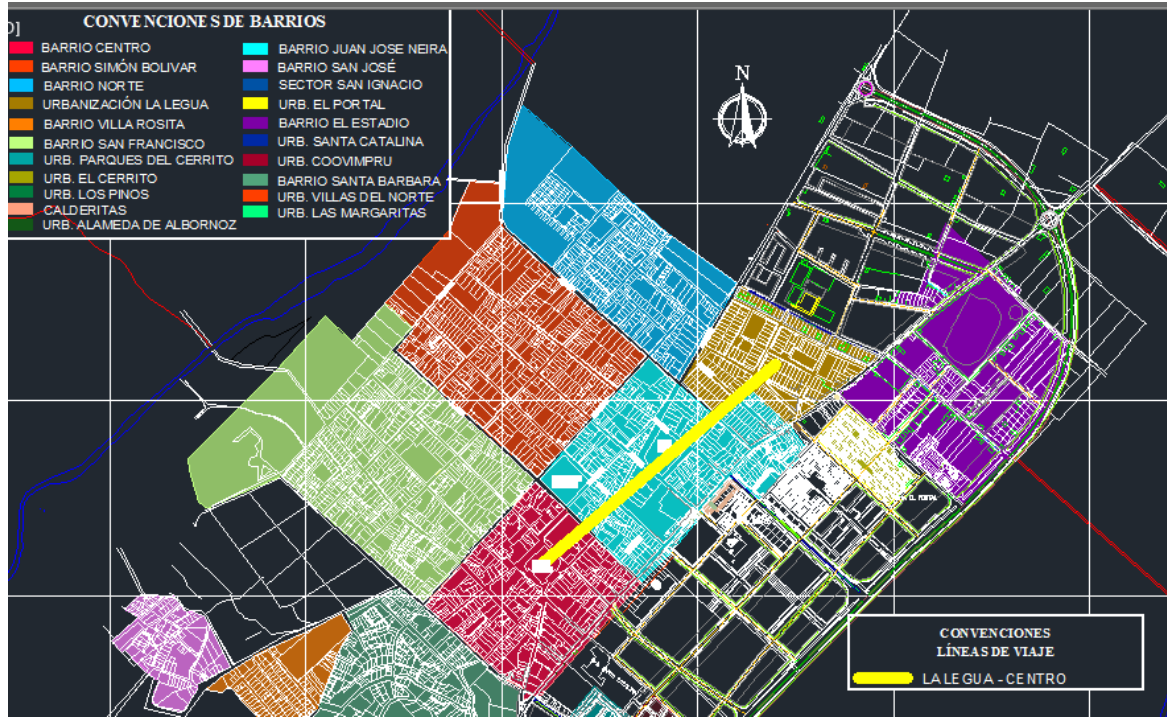 O]
CONVENCIONES DE BARRIOS
BARRIO CENTRO
BARRIO SIMÓN BOLIVAR
BARRIO NORTE
URBANIZACIÓN LA LEGUA
BARRIO VILLA ROSITA
BARRIO SAN FRANCISCO
URB. PARQUES DEL CERRITO
URB. EL CERRITO
URB. LOS PINOS
CALDERITAS
URB. ALAMEDA DE ALBORNOZ
BARRIO JUAN JOSE NEIRA
BARRIO SAN JOSÉ
SECTOR SAN IGNACIO
URB. EL PORTAL
BARRIO EL ESTADIO
URB. SANTA CATALINA
URB. COOVIMPRU
BARRIO SANTA BARBARA
URB. VILLAS DEL NORTE
URB. LAS MARGARITAS
N
CONVENCIONES
LÍNEAS DE VIAJE
LA LEGUA - CENTRO